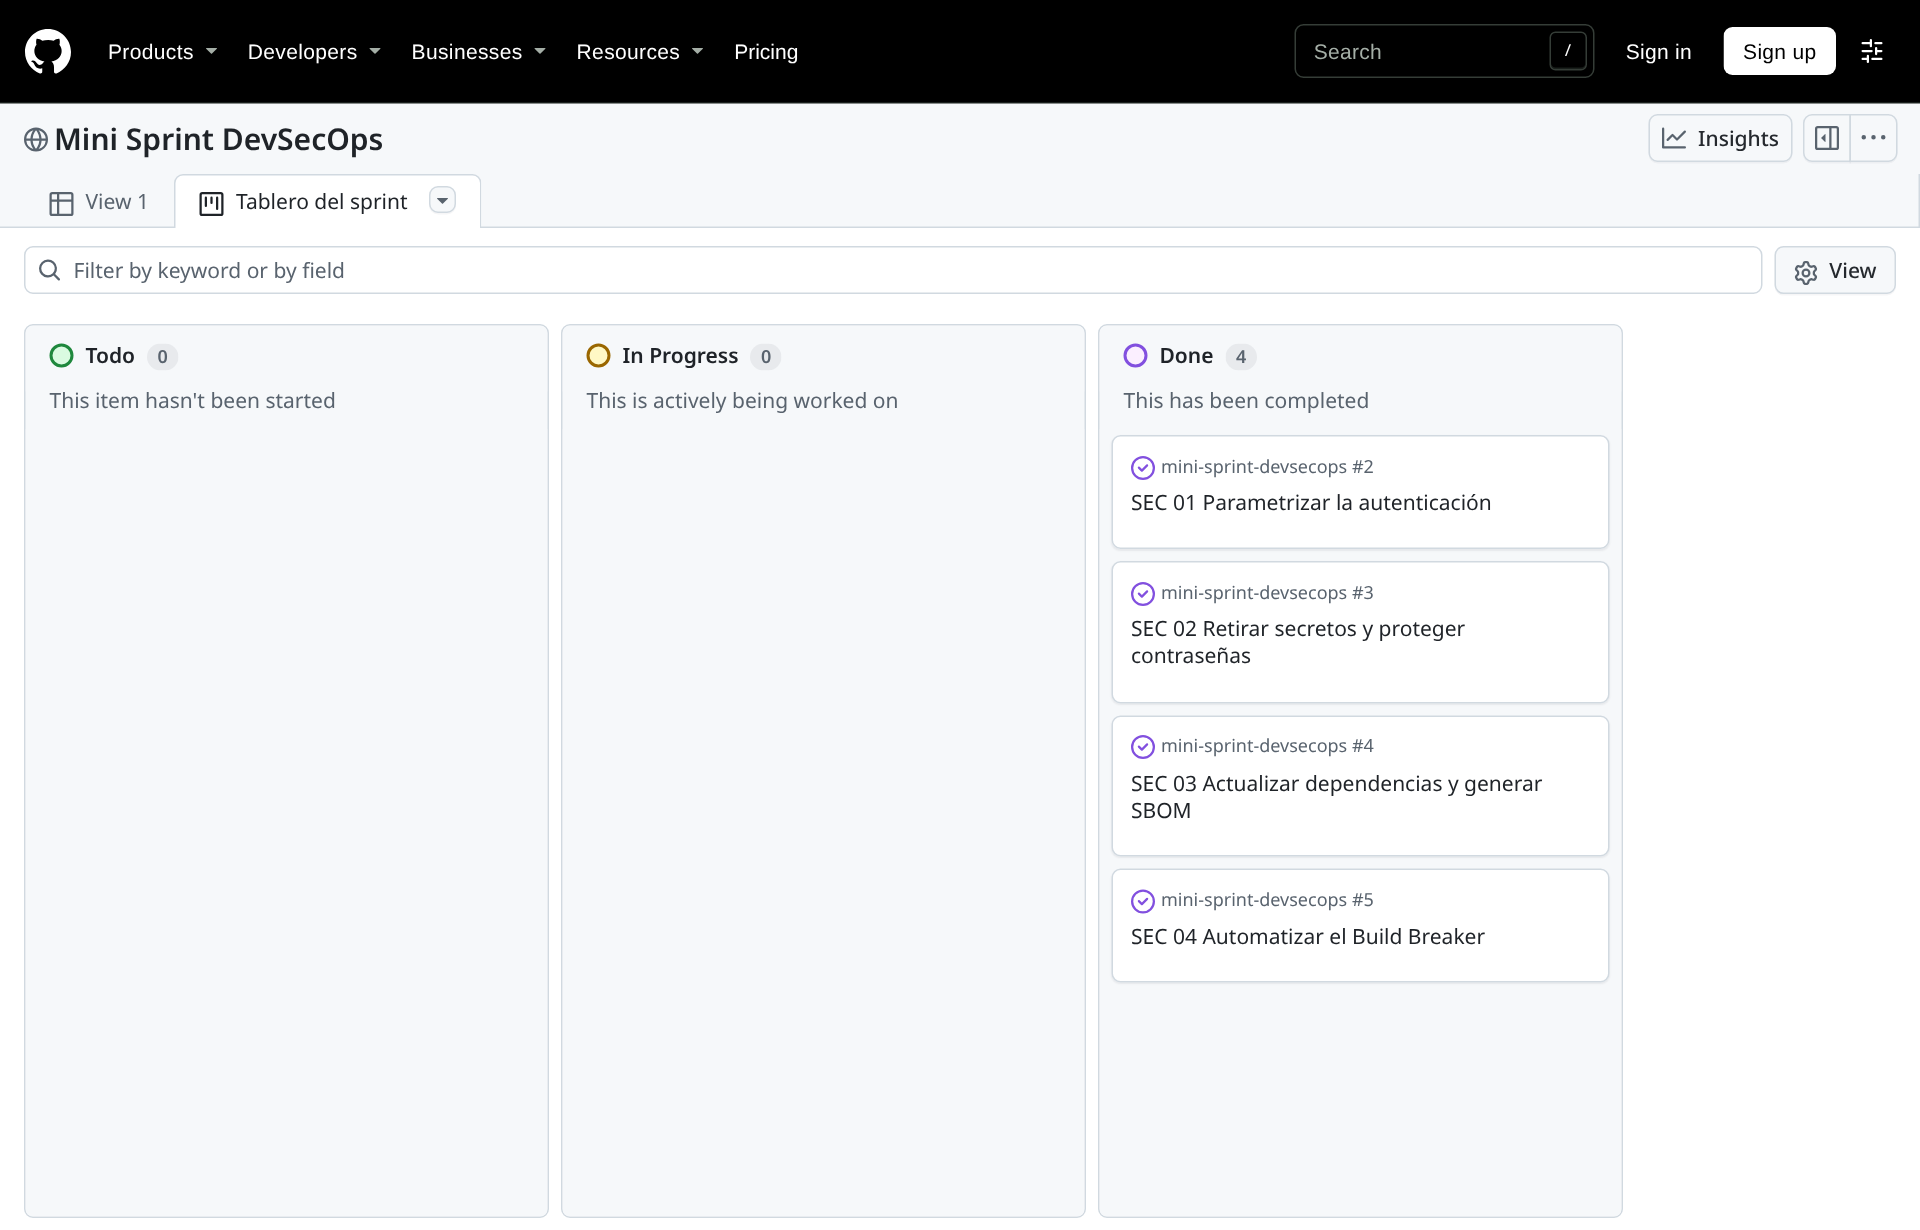 Products Developers Businesses Resources Pricing Search / Sign in Sign up
Mini Sprint DevSecOps Insights
View 1 Tablero del sprint
Filter by keyword or by field View
Todo 0
This item hasn't been started
In Progress 0
This is actively being worked on
Done 4
This has been completed
mini-sprint-devsecops #2
SEC 01 Parametrizar la autenticación
mini-sprint-devsecops #3
SEC 02 Retirar secretos y proteger
contraseñas
mini-sprint-devsecops #4
SEC 03 Actualizar dependencias y generar
SBOM
mini-sprint-devsecops #5
SEC 04 Automatizar el Build Breaker